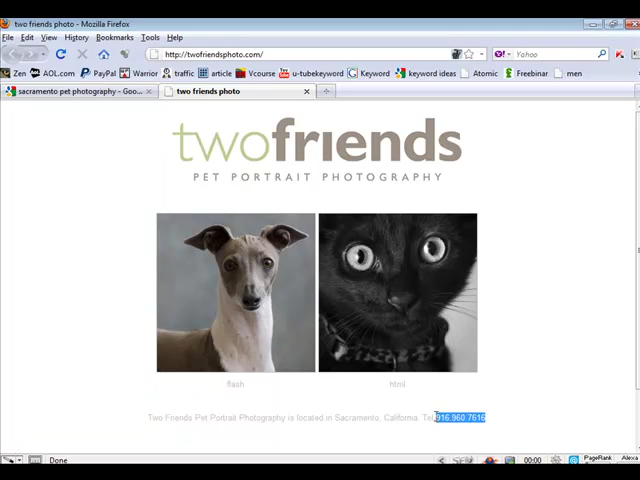 two friends photo - Mozilla Firefox
File Edit View History Bookmarks Tools Help
http://twofriendsphoto.com/
Yahoo
Zen AOL.com PayPal Warrior traffic article Vcourse u-tubekeyword Keyword keyword ideas Atomic Freebinar men
sacramento pet photography - Goo... two friends photo
twofriends
PET PORTRAIT PHOTOGRAPHY
flash html
Two Friends Pet Portrait Photography is located in Sacramento, California. Tel 916.960.7616
Done 00:00 PageRank Alexa